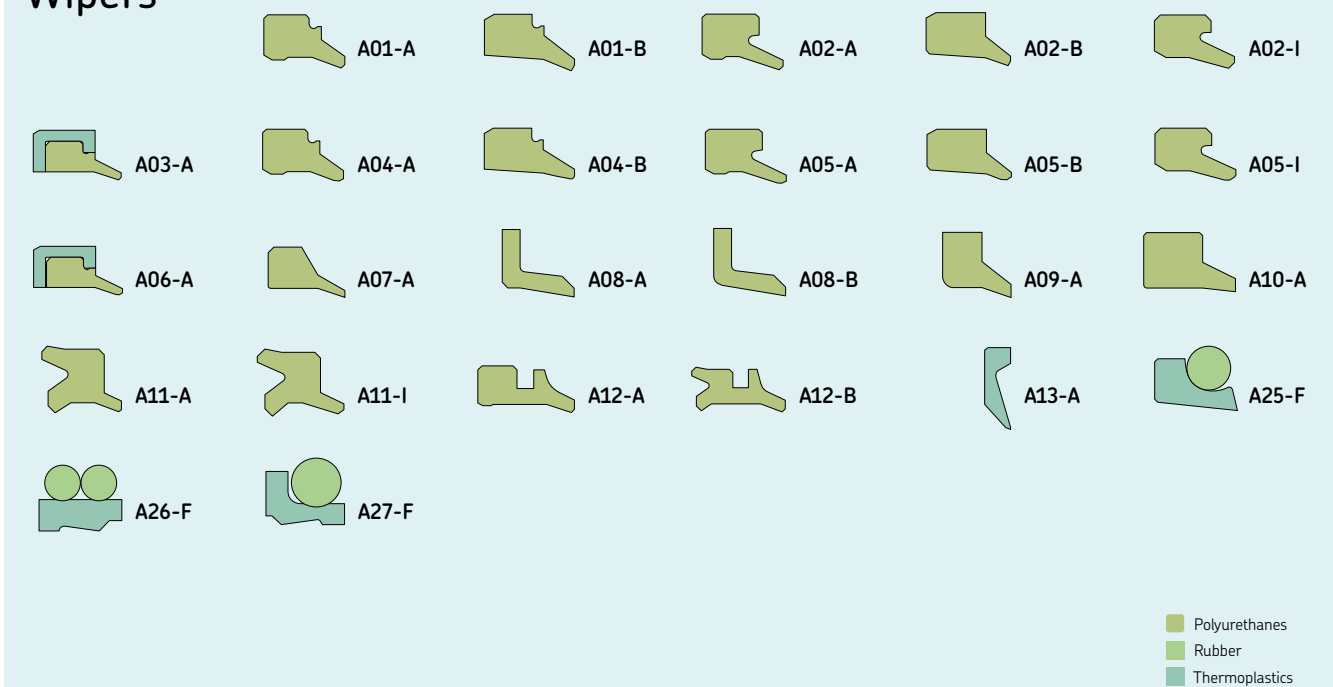 Wipers
A01-A
A01-B
A02-A
A02-B
A02-I
A03-A
A04-A
A04-B
A05-A
A05-B
A05-I
A06-A
A07-A
A08-A
A08-B
A09-A
A10-A
A11-A
A11-I
A12-A
A12-B
A13-A
A25-F
A26-F
A27-F
Polyurethanes
Rubber
Thermoplastics